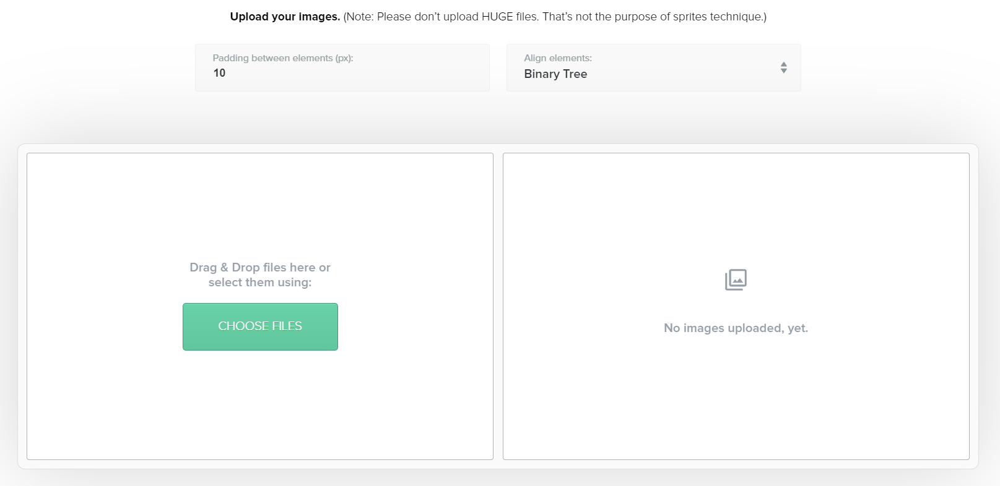 Upload your images. (Note: Please don’t upload HUGE files. That’s not the purpose of sprites technique.)
Padding between elements (px):
10
Align elements:
Binary Tree
Drag & Drop files here or
select them using:
CHOOSE FILES
No images uploaded, yet.